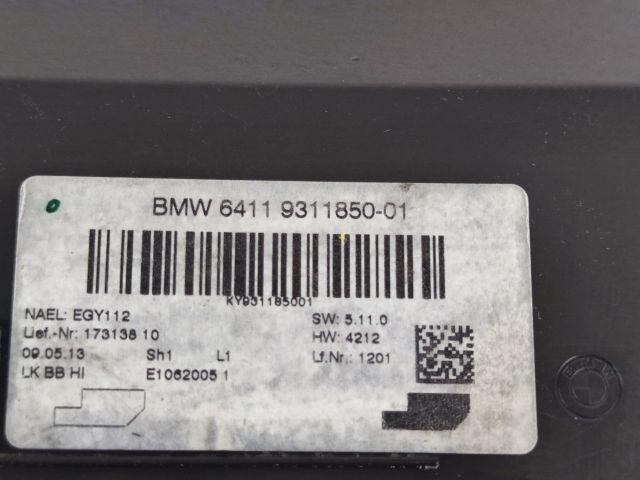 BMW 6411 9311850-01
KY931185001
NAEL: EGY112
SW: 5.11.0
Lief.-Nr: 173138 10
HW: 4212
09.05.13 Sh1 L1
Lf.Nr.: 1201
LK BB HI E1062005 1
BMW